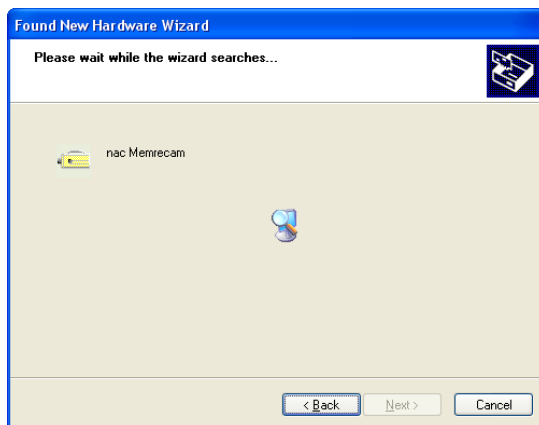 Found New Hardware Wizard
Please wait while the wizard searches...
nac Memrecam
< Back
Next >
Cancel